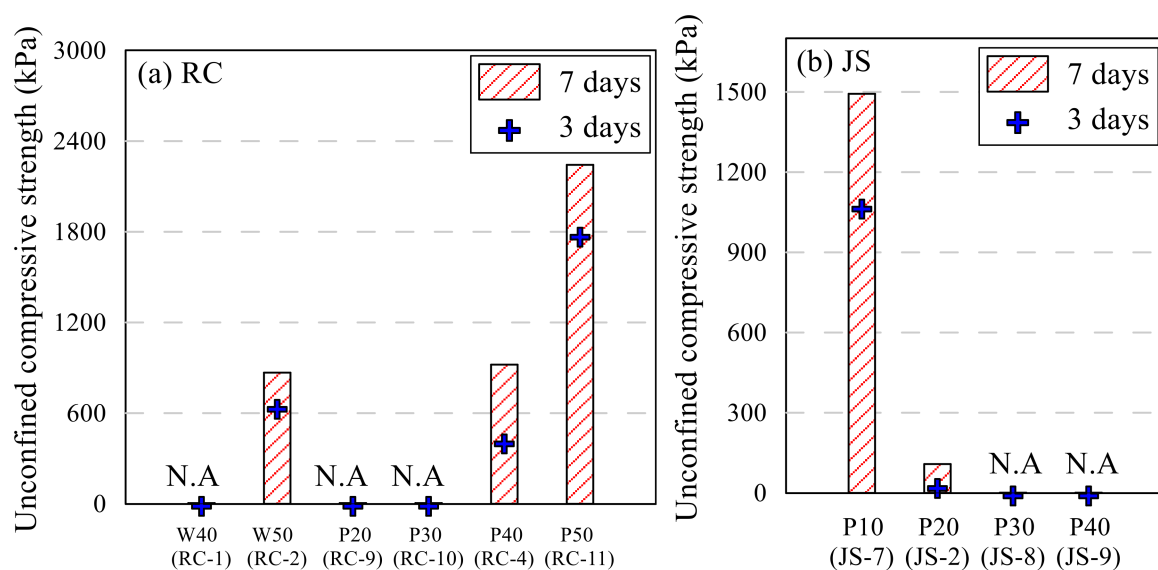 Unconfined compressive strength (kPa)
3000
2400
1800
1200
600
0
(a) RC
7 days
3 days
N.A
N.A
N.A
W40
(RC-1)
W50
(RC-2)
P20
(RC-9)
P30
(RC-10)
P40
(RC-4)
P50
(RC-11)
Unconfined compressive strength (kPa)
1500
1200
900
600
300
0
(b) JS
7 days
3 days
N.A
N.A
P10
(JS-7)
P20
(JS-2)
P30
(JS-8)
P40
(JS-9)